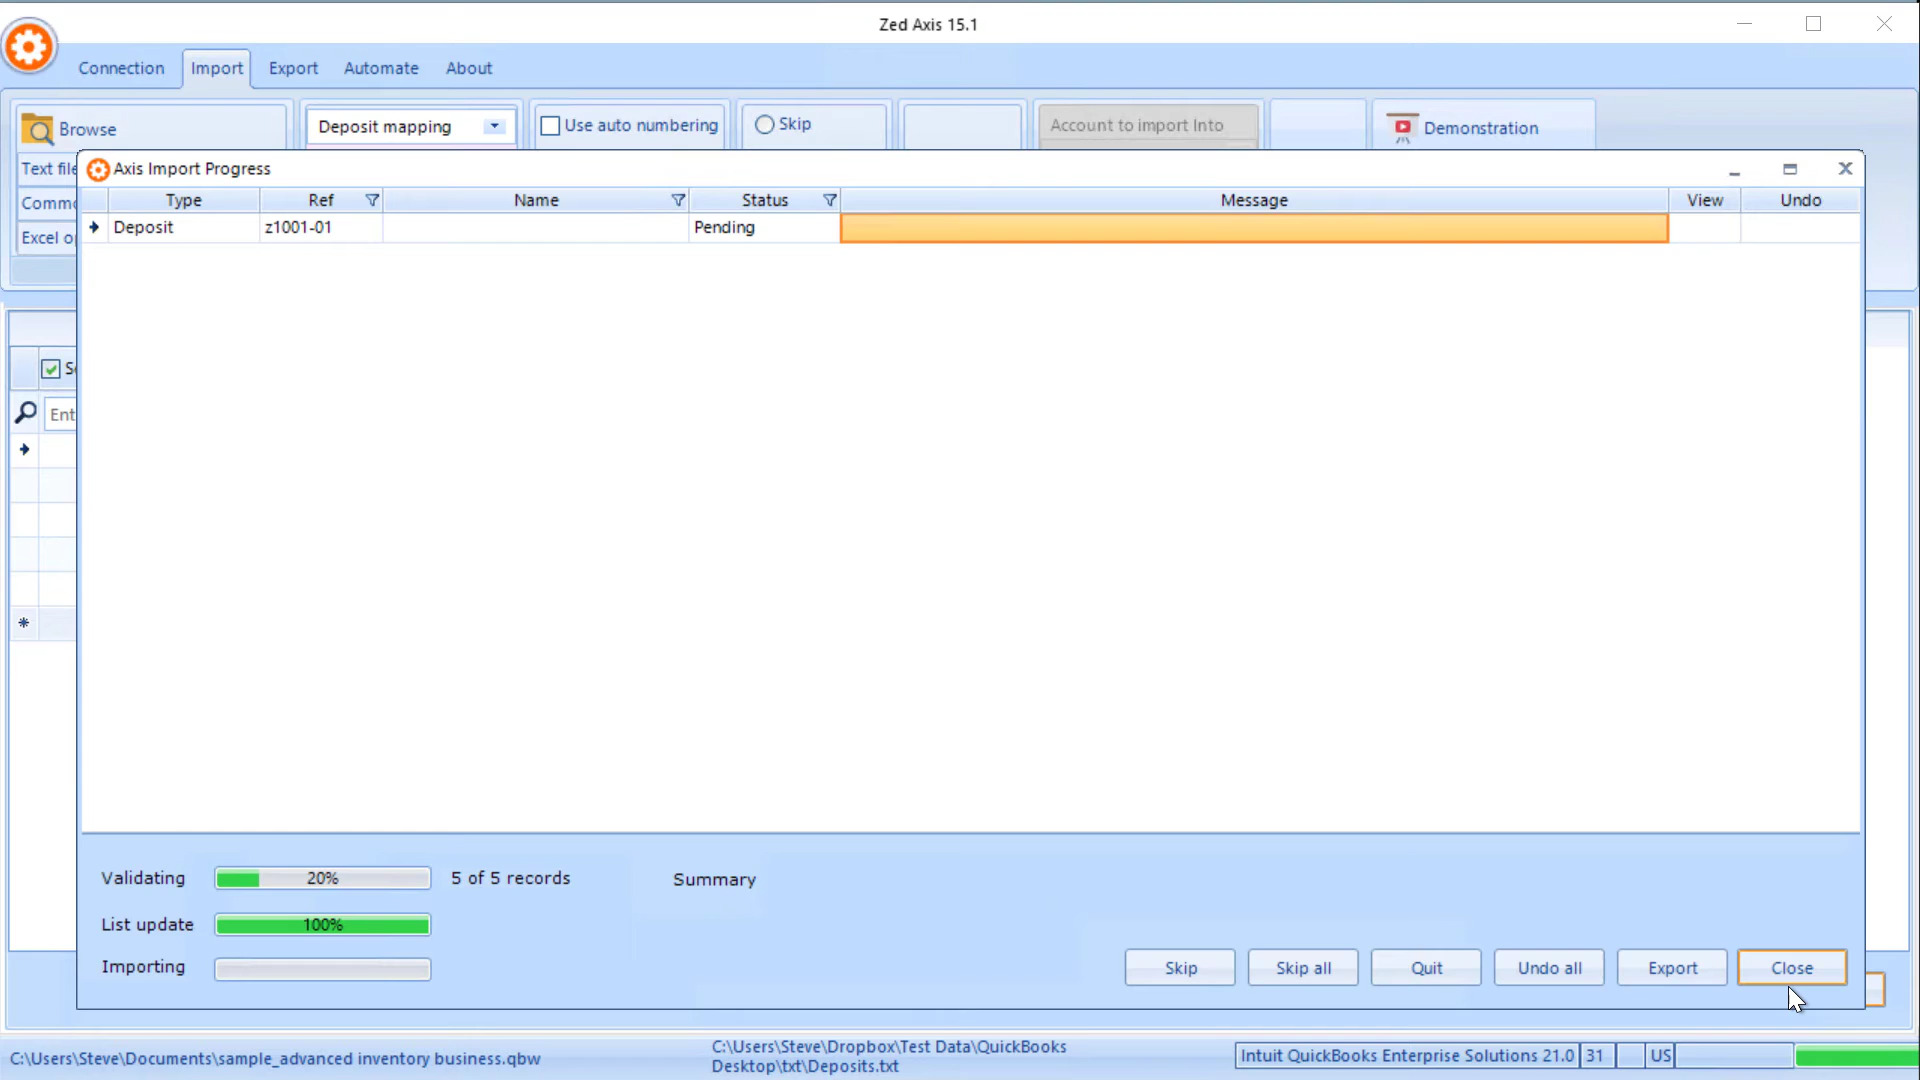 Zed Axis 15.1
Connection Import Export Automate About
Browse
Deposit mapping
Use auto numbering
Skip
Account to import Into
Demonstration
Text file
Excel
Axis Import Progress
Type Ref Name Status Message View Undo
Deposit z1001-01 Pending
Validating 20% 5 of 5 records Summary
List update 100%
Importing
Skip Skip all Quit Undo all Export Close
C:\Users\Steve\Documents\sample_advanced inventory business.qbw
C:\Users\Steve\Dropbox\Test Data\QuickBooks
Desktop\txt\Deposits.txt
Intuit QuickBooks Enterprise Solutions 21.0 31 US